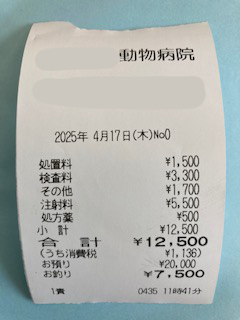 動物病院
2025年 4月17日(木)No0
処置料 ¥1,500
検査料 ¥3,300
その他 ¥1,700
注射料 ¥5,500
処方薬 ¥500
小 計 ¥12,500
合 計 ¥12,500
(うち消費税 ¥1,136)
お預り ¥20,000
お釣り ¥7,500
1責 0435 11時41分